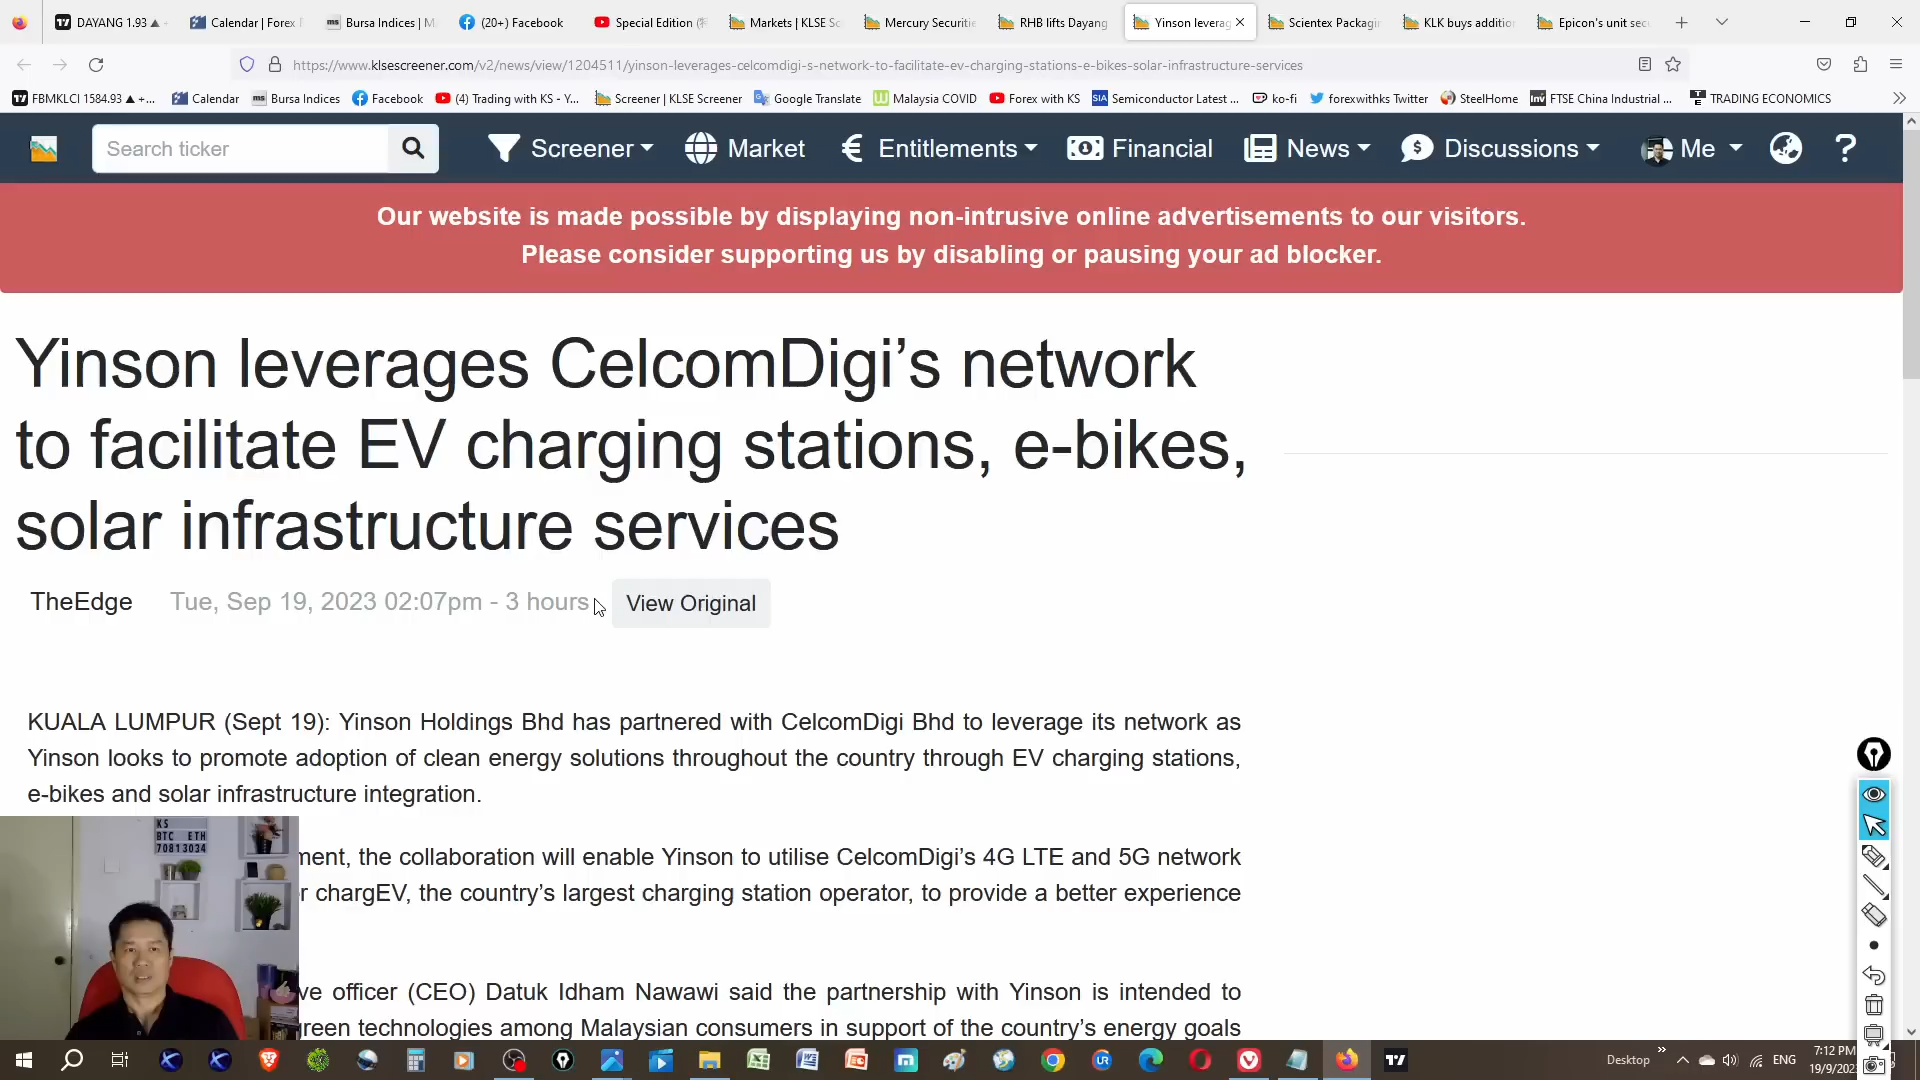 DAYANG 1.93 ▲
Calendar | Forex
Bursa Indices | M
(20+) Facebook
Special Edition
Markets | KLSE Sc
Mercury Securitie
RHB lifts Dayang
Yinson leverag
Scientex Packagin
KLK buys additio
Epicon's unit sec
https://www.klsescreener.com/v2/news/view/1204511/yinson-leverages-celcomdigi-s-network-to-facilitate-ev-charging-stations-e-bikes-solar-infrastructure-services
FBMKLCI 1584.93 ▲ +...
Calendar
Bursa Indices
Facebook
(4) Trading with KS - Y...
Screener | KLSE Screener
Google Translate
Malaysia COVID
Forex with KS
SIA Semiconductor Latest ...
ko-fi
forexwithks Twitter
SteelHome
Inv FTSE China Industrial ...
TRADING ECONOMICS
Search ticker
Screener
Market
Entitlements
Financial
News
Discussions
Me
Our website is made possible by displaying non-intrusive online advertisements to our visitors.
Please consider supporting us by disabling or pausing your ad blocker.
Yinson leverages CelcomDigi’s network
to facilitate EV charging stations, e-bikes,
solar infrastructure services
TheEdge Tue, Sep 19, 2023 02:07pm - 3 hours View Original
KUALA LUMPUR (Sept 19): Yinson Holdings Bhd has partnered with CelcomDigi Bhd to leverage its network as
Yinson looks to promote adoption of clean energy solutions throughout the country through EV charging stations,
e-bikes and solar infrastructure integration.
ment, the collaboration will enable Yinson to utilise CelcomDigi’s 4G LTE and 5G network
r chargEV, the country’s largest charging station operator, to provide a better experience
ve officer (CEO) Datuk Idham Nawawi said the partnership with Yinson is intended to
reen technologies among Malaysian consumers in support of the country’s energy goals
KS
BTC ETH
70813034
Desktop
ENG
7:12 PM
19/9/202